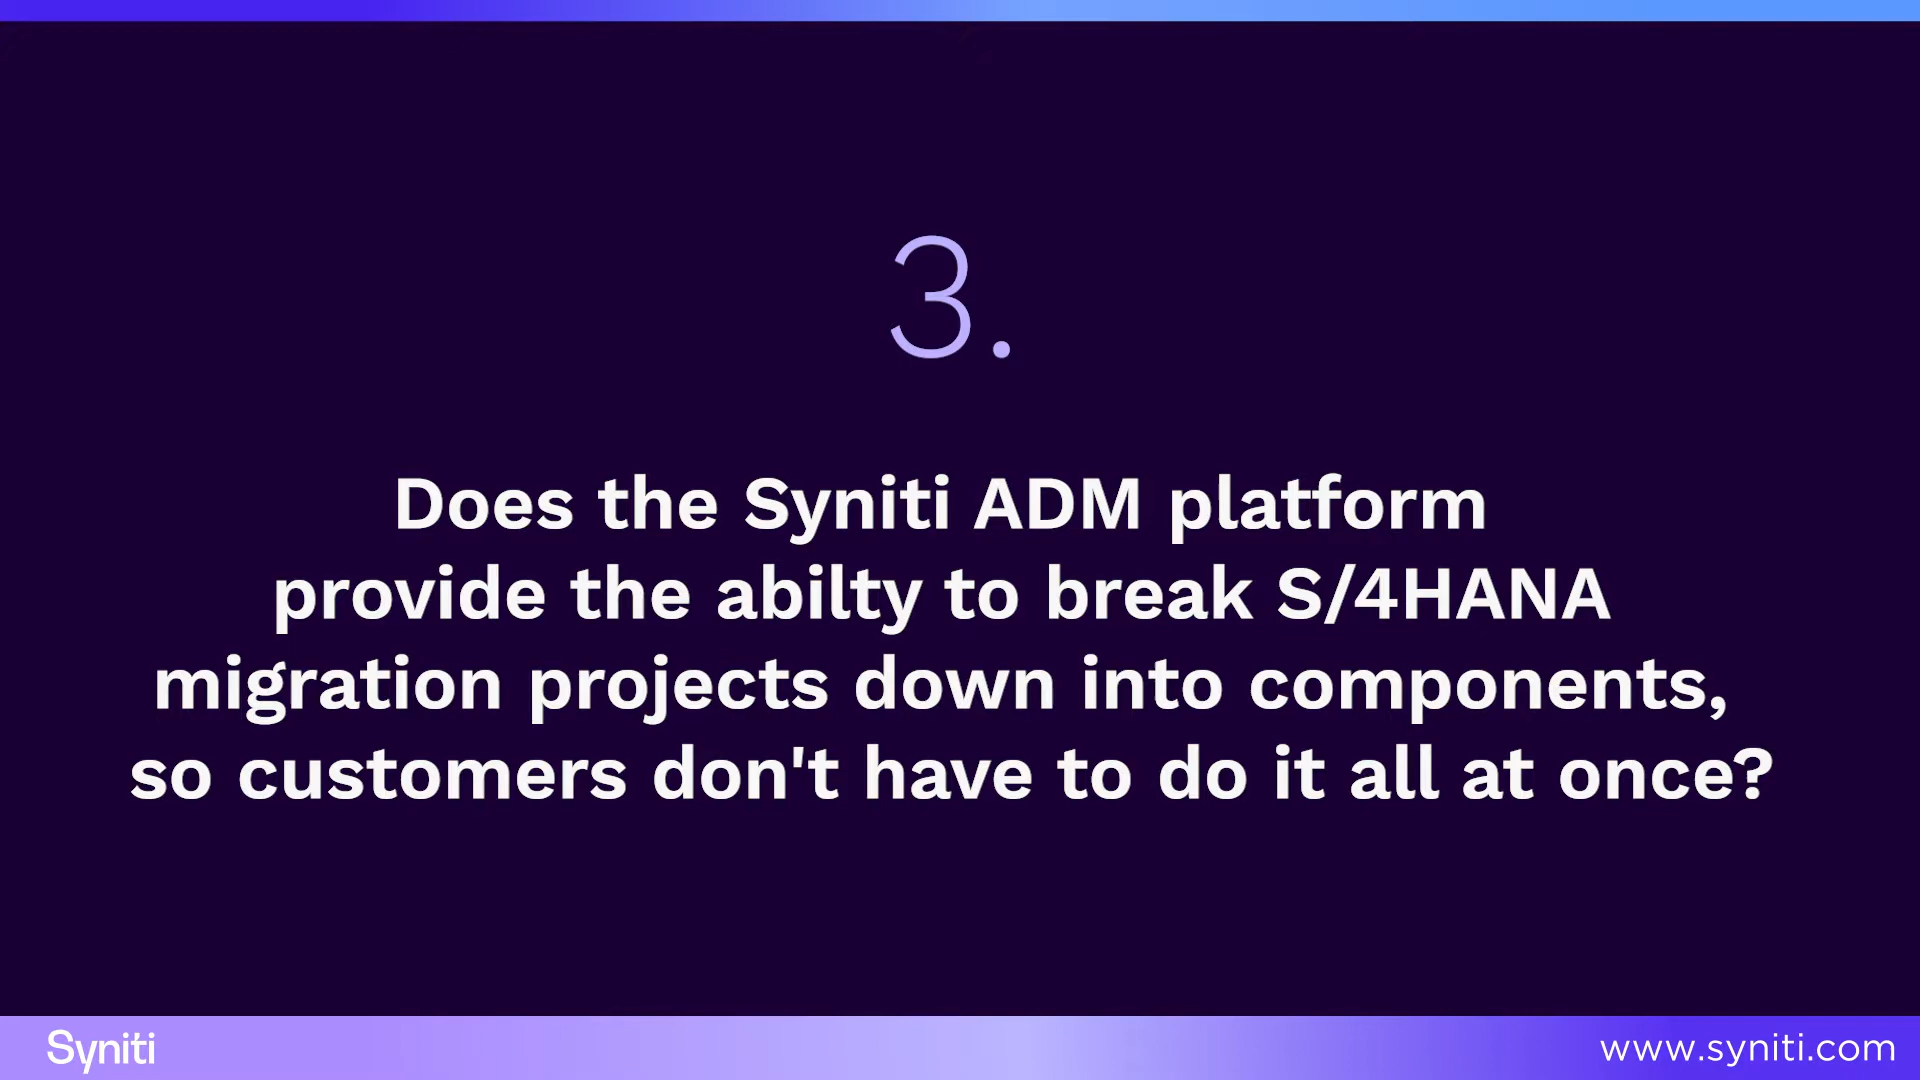 3.
Does the Syniti ADM platform
provide the abilty to break S/4HANA
migration projects down into components,
so customers don't have to do it all at once?
Syniti
www.syniti.com